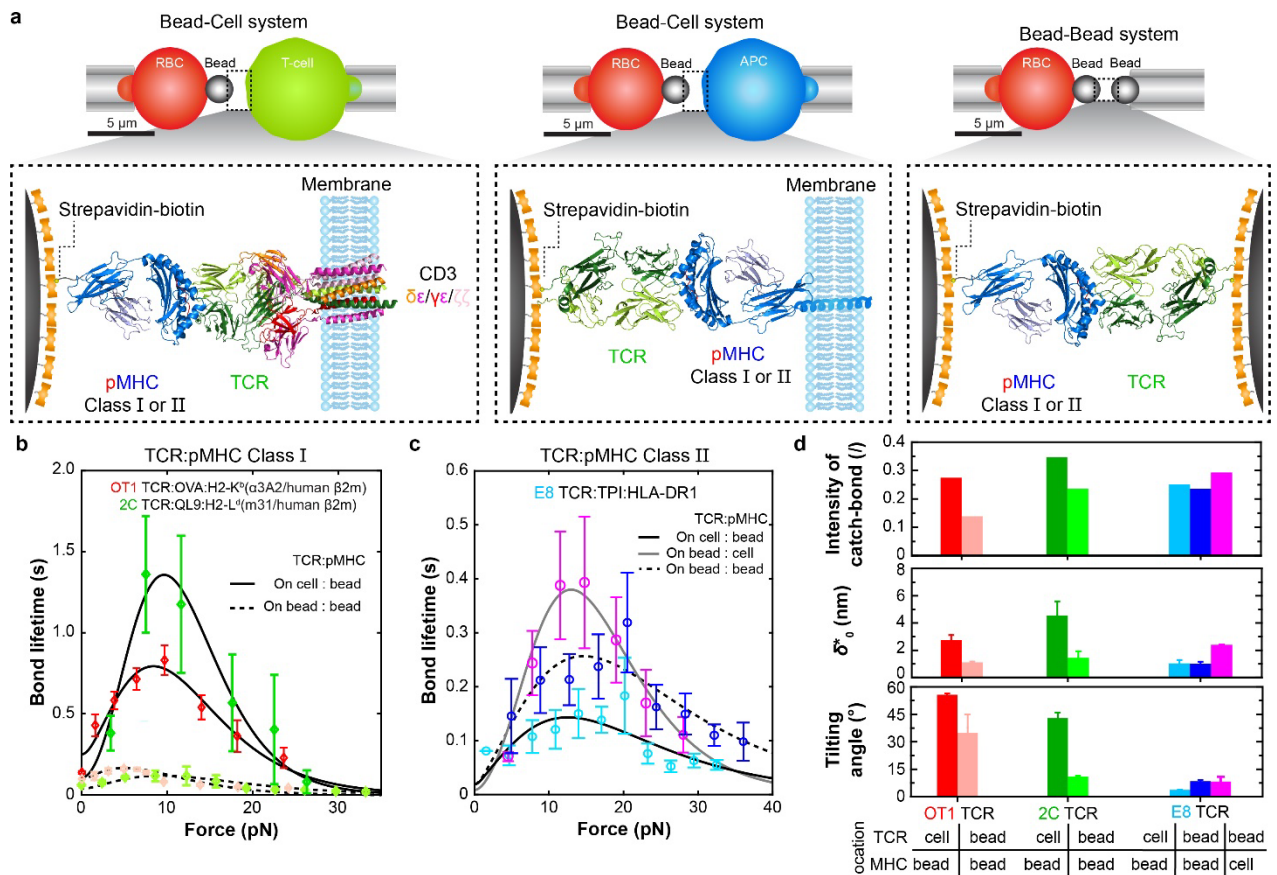 a
Bead-Cell system
RBC
Bead
T-cell
5 μm
Bead-Cell system
RBC
Bead
APC
5 μm
Bead-Bead system
RBC
Bead
Bead
5 μm
Membrane
Strepavidin-biotin
CD3
δε/γε/ζζ
pMHC
Class I or II
TCR
Membrane
Strepavidin-biotin
TCR
pMHC
Class I or II
Strepavidin-biotin
pMHC
Class I or II
TCR
b
TCR:pMHC Class I
OT1 TCR:OVA:H2-Kᵇ(α3A2/human β2m)
2C TCR:QL9:H2-Lᵈ(m31/human β2m)
TCR:pMHC
On cell : bead
On bead : bead
Bond lifetime (s)
2.0
1.5
1.0
0.5
0
0
10
20
30
Force (pN)
c
TCR:pMHC Class II
E8 TCR:TPI:HLA-DR1
TCR:pMHC
On cell : bead
On bead : cell
On bead : bead
Bond lifetime (s)
0.6
0.5
0.4
0.3
0.2
0.1
0
0
10
20
30
40
Force (pN)
d
Intensity of
catch-bond (I)
0.4
0.3
0.2
0.1
0
δ*₀ (nm)
8
6
4
2
0
Tilting
angle (°)
60
45
30
15
0
OT1 TCR
2C TCR
E8 TCR
ocation
TCR
cell
bead
cell
bead
cell
bead
bead
MHC
bead
bead
bead
bead
bead
bead
cell